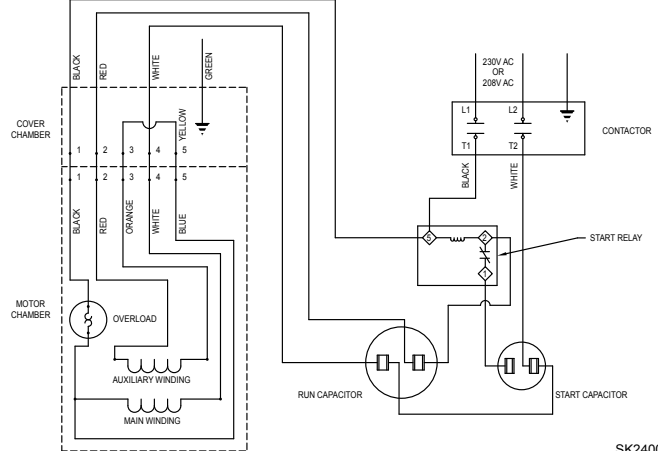 BLACK
RED
WHITE
GREEN
230V AC
OR
208V AC
L1
L2
CONTACTOR
T1
T2
BLACK
WHITE
COVER
CHAMBER
YELLOW
1
2
3
4
5
1
2
3
4
5
BLACK
RED
ORANGE
WHITE
BLUE
5
2
1
START RELAY
MOTOR
CHAMBER
OVERLOAD
AUXILIARY WINDING
MAIN WINDING
RUN CAPACITOR
START CAPACITOR